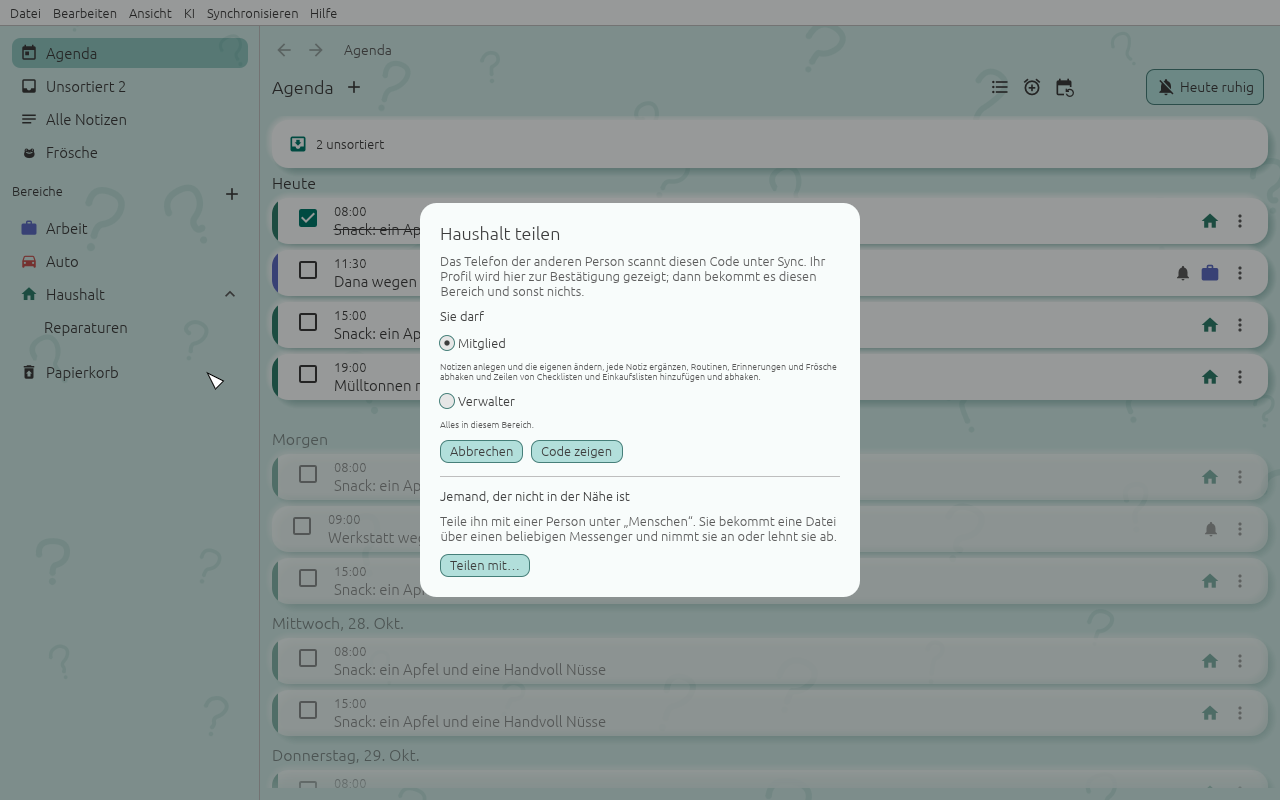 Datei Bearbeiten Ansicht KI Synchronisieren Hilfe
Agenda
Unsortiert 2
Alle Notizen
Frösche
Bereiche
Arbeit
Auto
Haushalt
Reparaturen
Papierkorb
Agenda
Agenda
Heute ruhig
2 unsortiert
Heute
08:00
Snack: ein
11:30
Dana wegen
15:00
Snack: ein
19:00
Mülltonnen
Morgen
08:00
Snack: ein
09:00
Werkstatt
15:00
Snack: ein
Mittwoch, 28. Okt.
08:00
Snack: ein Apfel und eine Handvoll Nüsse
15:00
Snack: ein Apfel und eine Handvoll Nüsse
Donnerstag, 29. Okt.
08:00
Haushalt teilen
Das Telefon der anderen Person scannt diesen Code unter Sync. Ihr
Profil wird hier zur Bestätigung gezeigt; dann bekommt es diesen
Bereich und sonst nichts.
Sie darf
Mitglied
Notizen anlegen und die eigenen ändern, jede Notiz ergänzen, Routinen, Erinnerungen und Frösche
abhaken und Zeilen von Checklisten und Einkaufslisten hinzufügen und abhaken.
Verwalter
Alles in diesem Bereich.
Abbrechen
Code zeigen
Jemand, der nicht in der Nähe ist
Teile ihn mit einer Person unter „Menschen“. Sie bekommt eine Datei
über einen beliebigen Messenger und nimmt sie an oder lehnt sie ab.
Teilen mit…